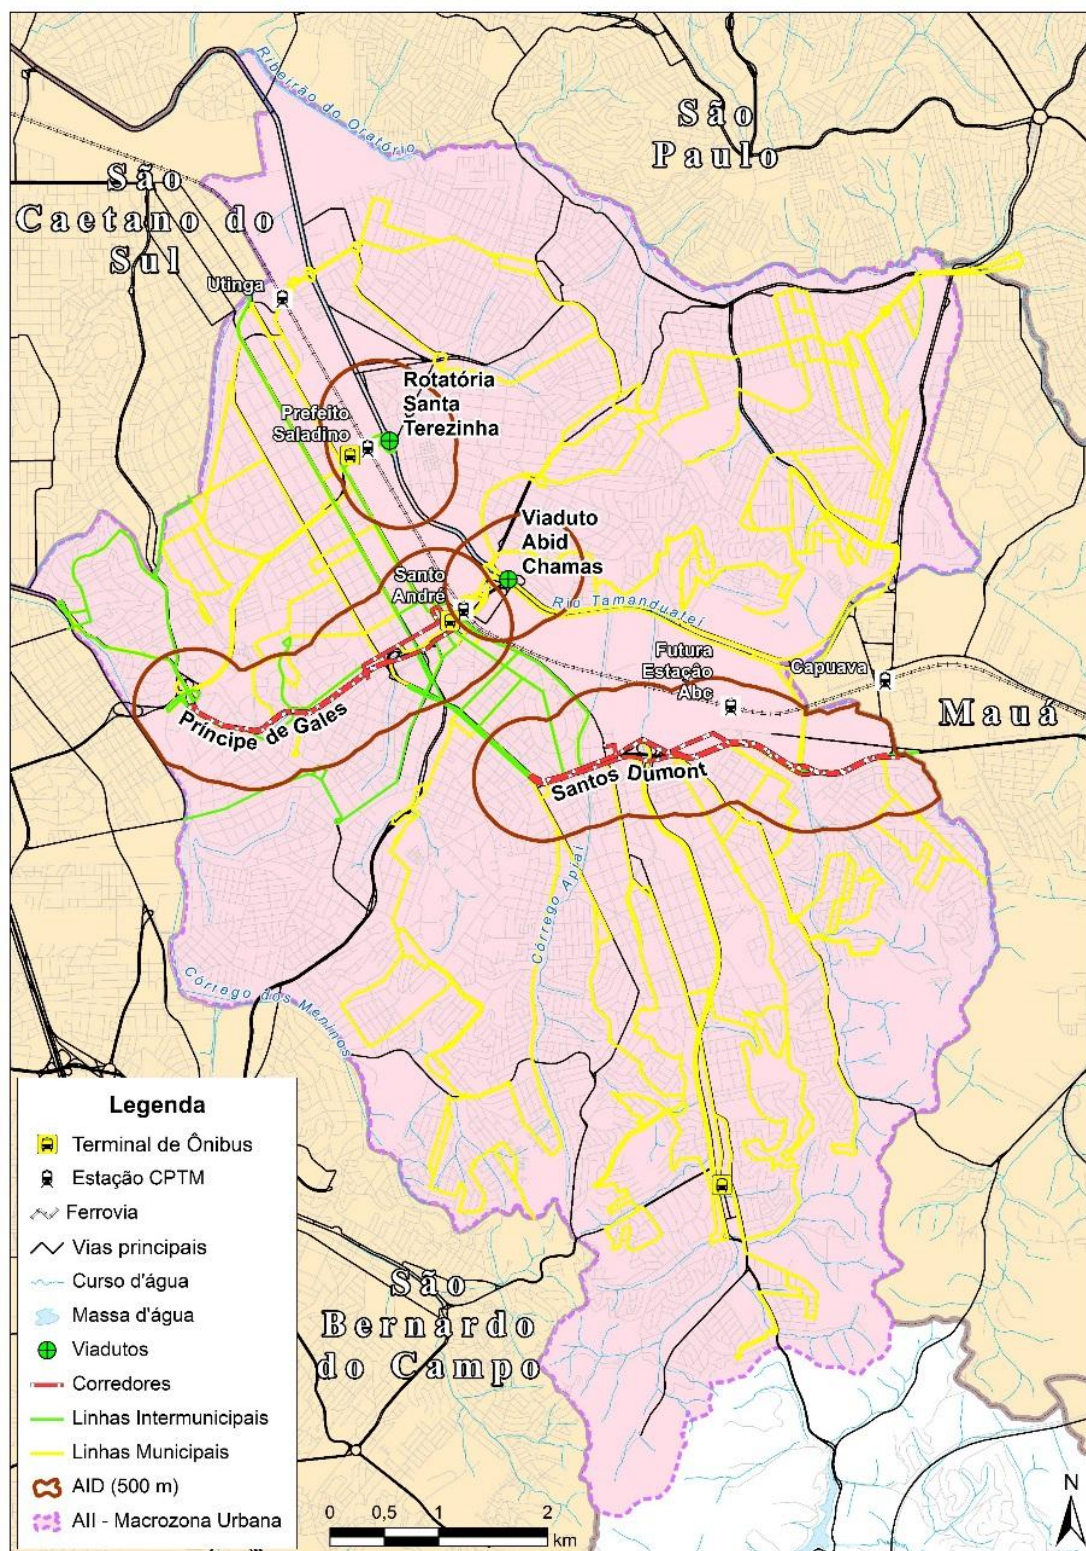 Ribeirão do Oratório
São
Paulo
São
Caetano do
Sul
Utinga
Rotatória
Santa
Terezinha
Prefeito
Saladino
Viaduto
Abid
Chamas
Santo
André
Rio Tamanduateí
Futura
Estação
Abc
Capuava
Mauá
Príncipe de Gales
Santos Dumont
Córrego Apiaí
Córrego dos Meninos
São
Bernardo
do Campo
Legenda
Terminal de Ônibus
Estação CPTM
Ferrovia
Vias principais
Curso d'água
Massa d'água
Viadutos
Corredores
Linhas Intermunicipais
Linhas Municipais
AID (500 m)
AII - Macrozona Urbana
0 0,5 1 2
km
N